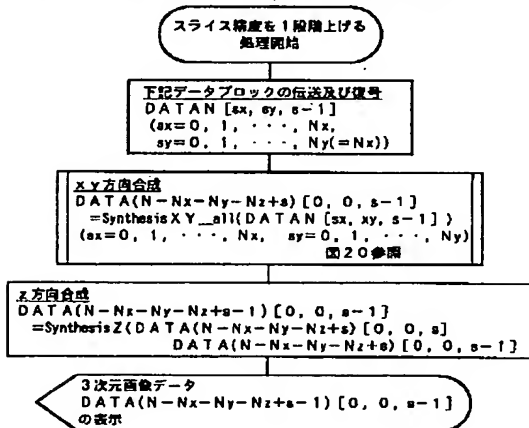 スライス精度を1段階上げる
処理開始
下記データブロックの伝送及び復号
DATAN [sx, sy, s-1]
(sx=0, 1, ・・・, Nx,
sy=0, 1, ・・・, Ny(=Nx))
xy方向合成
DATA(N-Nx-Ny-Nz+s) [0, 0, s-1]
=SynthesisXY_all(DATAN [sx, xy, s-1] )
(sx=0, 1, ・・・, Nx, sy=0, 1, ・・・, Ny)
図20参照
z方向合成
DATA(N-Nx-Ny-Nz+s-1) [0, 0, s-1]
=SynthesisZ(DATA(N-Nx-Ny-Nz+s) [0, 0, s]
DATA(N-Nx-Ny-Nz+s) [0, 0, s-1]
3次元画像データ
DATA(N-Nx-Ny-Nz+s-1) [0, 0, s-1]
の表示